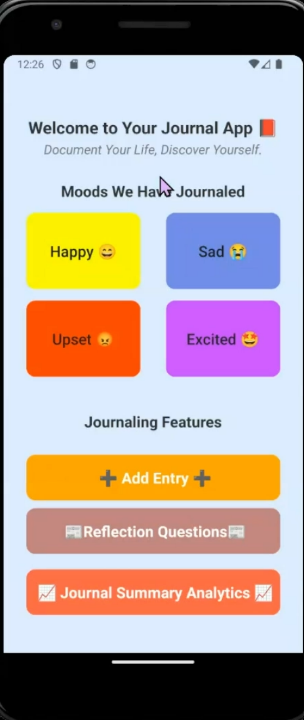 12:26
Welcome to Your Journal App 📕
Document Your Life, Discover Yourself.
Moods We Have Journaled
Happy 😄
Sad 😭
Upset 😡
Excited 🤩
Journaling Features
➕ Add Entry ➕
📰Reflection Questions📰
📈 Journal Summary Analytics 📈